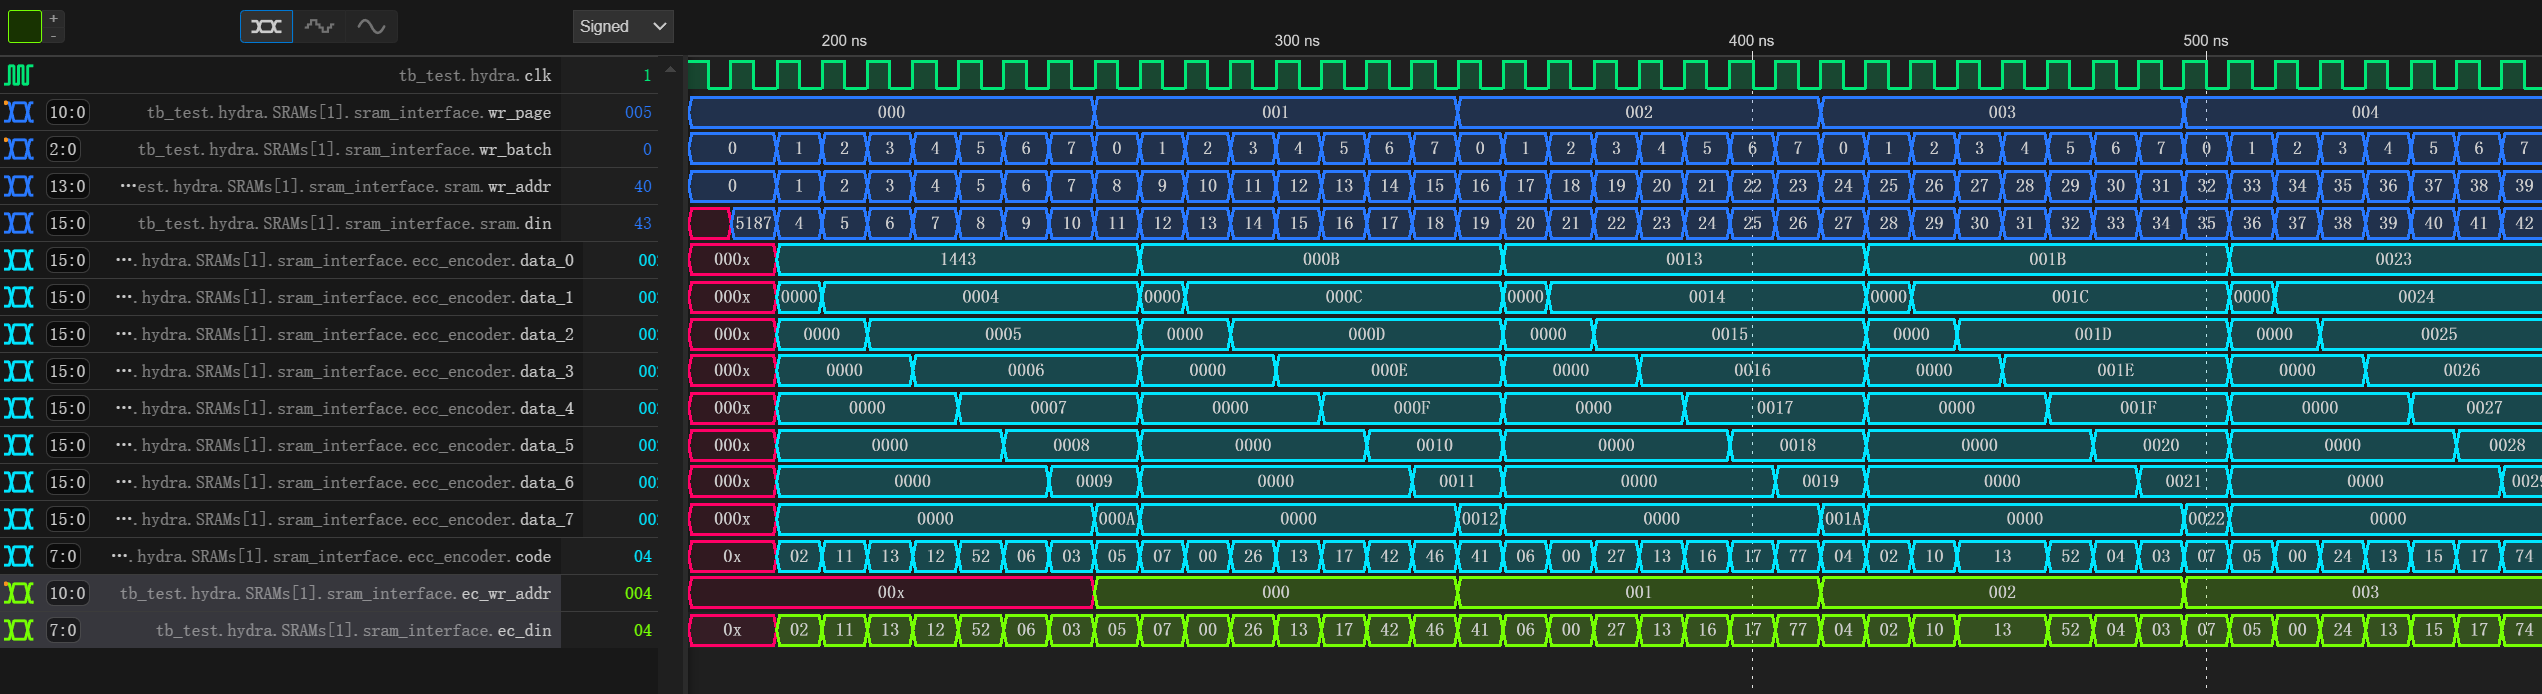 +
-
Signed
200 ns 300 ns 400 ns 500 ns
tb_test.hydra.clk 1
10:0 tb_test.hydra.SRAMs[1].sram_interface.wr_page 005 000 001 002 003 004
2:0 tb_test.hydra.SRAMs[1].sram_interface.wr_batch 0 0 1 2 3 4 5 6 7 0 1 2 3 4 5 6 7 0 1 2 3 4 5 6 7 0 1 2 3 4 5 6 7 0 1 2 3 4 5 6 7
13:0 ···est.hydra.SRAMs[1].sram_interface.sram.wr_addr 40 0 1 2 3 4 5 6 7 8 9 10 11 12 13 14 15 16 17 18 19 20 21 22 23 24 25 26 27 28 29 30 31 32 33 34 35 36 37 38 39
15:0 tb_test.hydra.SRAMs[1].sram_interface.sram.din 43 5187 4 5 6 7 8 9 10 11 12 13 14 15 16 17 18 19 20 21 22 23 24 25 26 27 28 29 30 31 32 33 34 35 36 37 38 39 40 41 42
15:0 ···.hydra.SRAMs[1].sram_interface.ecc_encoder.data_0 00 000x 1443 000B 0013 001B 0023
15:0 ···.hydra.SRAMs[1].sram_interface.ecc_encoder.data_1 00 000x 0000 0004 0000 000C 0000 0014 0000 001C 0000 0024
15:0 ···.hydra.SRAMs[1].sram_interface.ecc_encoder.data_2 00 000x 0000 0005 0000 000D 0000 0015 0000 001D 0000 0025
15:0 ···.hydra.SRAMs[1].sram_interface.ecc_encoder.data_3 00 000x 0000 0006 0000 000E 0000 0016 0000 001E 0000 0026
15:0 ···.hydra.SRAMs[1].sram_interface.ecc_encoder.data_4 00 000x 0000 0007 0000 000F 0000 0017 0000 001F 0000 0027
15:0 ···.hydra.SRAMs[1].sram_interface.ecc_encoder.data_5 00 000x 0000 0008 0000 0010 0000 0018 0000 0020 0000 0028
15:0 ···.hydra.SRAMs[1].sram_interface.ecc_encoder.data_6 00 000x 0000 0009 0000 0011 0000 0019 0000 0021 0000 002
15:0 ···.hydra.SRAMs[1].sram_interface.ecc_encoder.data_7 00 000x 0000 000A 0000 0012 0000 001A 0000 0022 0000
7:0 ···.hydra.SRAMs[1].sram_interface.ecc_encoder.code 04 0x 02 11 13 12 52 06 03 05 07 00 26 13 17 42 46 41 06 00 27 13 16 17 77 04 02 10 13 52 04 03 07 05 00 24 13 15 17 74
10:0 tb_test.hydra.SRAMs[1].sram_interface.ec_wr_addr 004 00x 000 001 002 003
7:0 tb_test.hydra.SRAMs[1].sram_interface.ec_din 04 0x 02 11 13 12 52 06 03 05 07 00 26 13 17 42 46 41 06 00 27 13 16 17 77 04 02 10 13 52 04 03 07 05 00 24 13 15 17 74